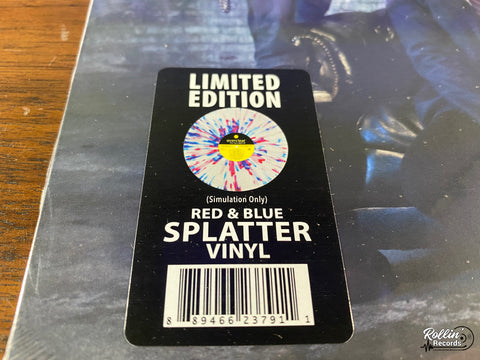 LIMITED
EDITION
(Simulation Only)
RED & BLUE
SPLATTER
VINYL
8 89466 23791 1
Rollin
Records